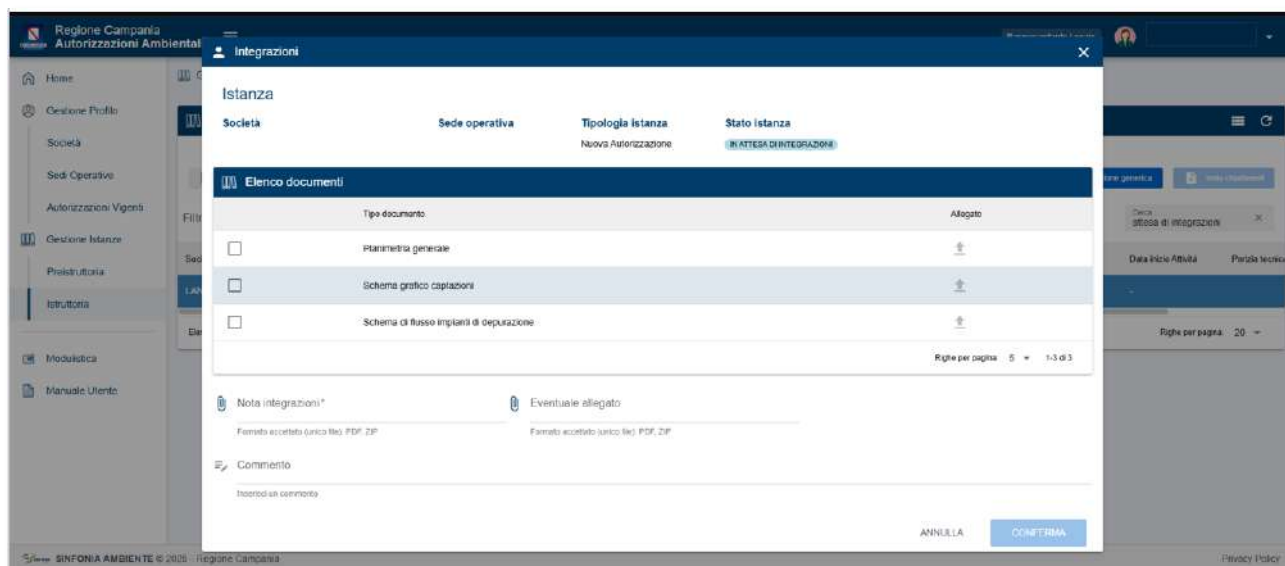 Regione Campania
Autorizzazioni Ambiental
Home
Gestione Profilo
Società
Sedi Operative
Autorizzazioni Vigenti
Gestione Istanze
Preistruttoria
Istruttoria
Modulistica
Manuale Utente
Integrazioni
Istanza
Società Sede operativa Tipologia istanza Stato istanza
Nuova Autorizzazione IN ATTESA DI INTEGRAZIONI
Elenco documenti
Tipo documento Allegato
Planimetria generale
Schema grafico captazioni
Schema di flusso impianti di depurazione
Righe per pagina 5 1-3 di 3
Nota integrazioni* Eventuale allegato
Formato accettato (unico file): PDF, ZIP Formato accettato (unico file): PDF, ZIP
Commento
Inserisci un commento
ANNULLA CONFERMA
Cerca
attesa di integrazioni
Data Inizio Attività Perizia tecnica
Righe per pagina: 20
SINFONIA AMBIENTE © 2025 - Regione Campania
Privacy Policy